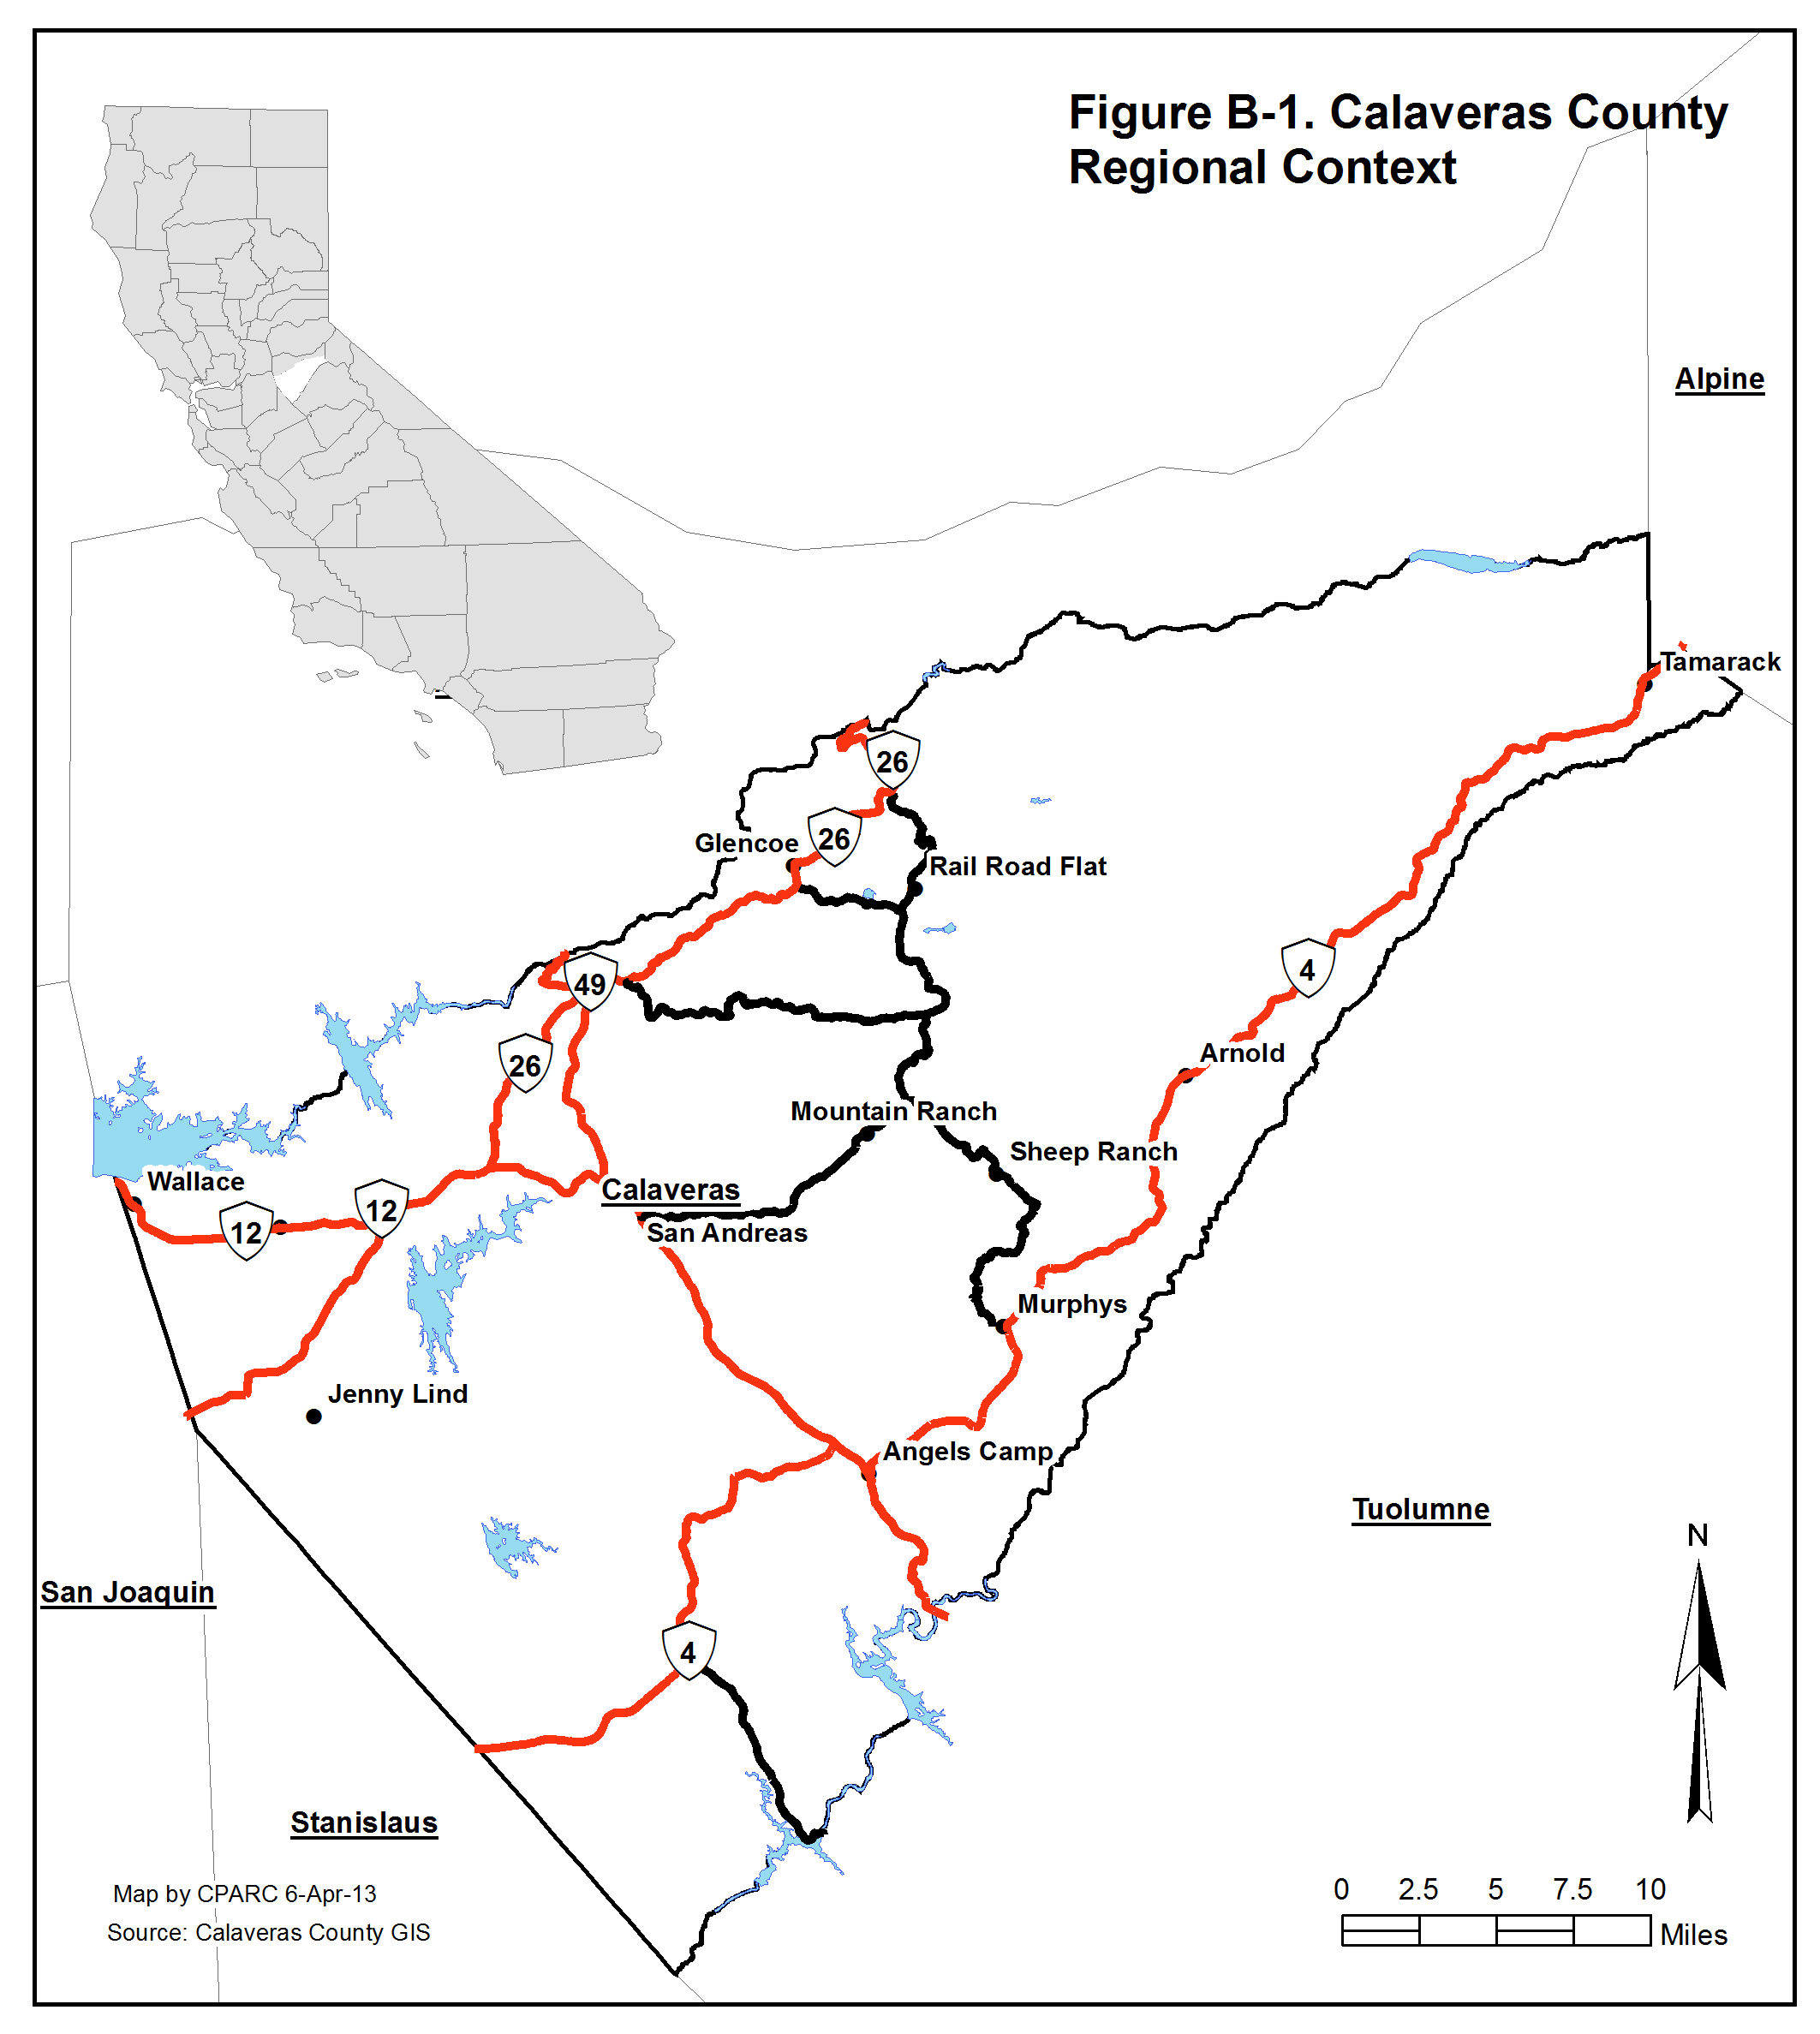 Figure B-1. Calaveras County
Regional Context
Alpine
Tamarack
26
Glencoe
26
Rail Road Flat
4
49
Arnold
26
Mountain Ranch
Sheep Ranch
Wallace
Calaveras
12
12
San Andreas
Murphys
Jenny Lind
Angels Camp
Tuolumne
N
San Joaquin
4
Stanislaus
Map by CPARC 6-Apr-13
Source: Calaveras County GIS
0 2.5 5 7.5 10
Miles